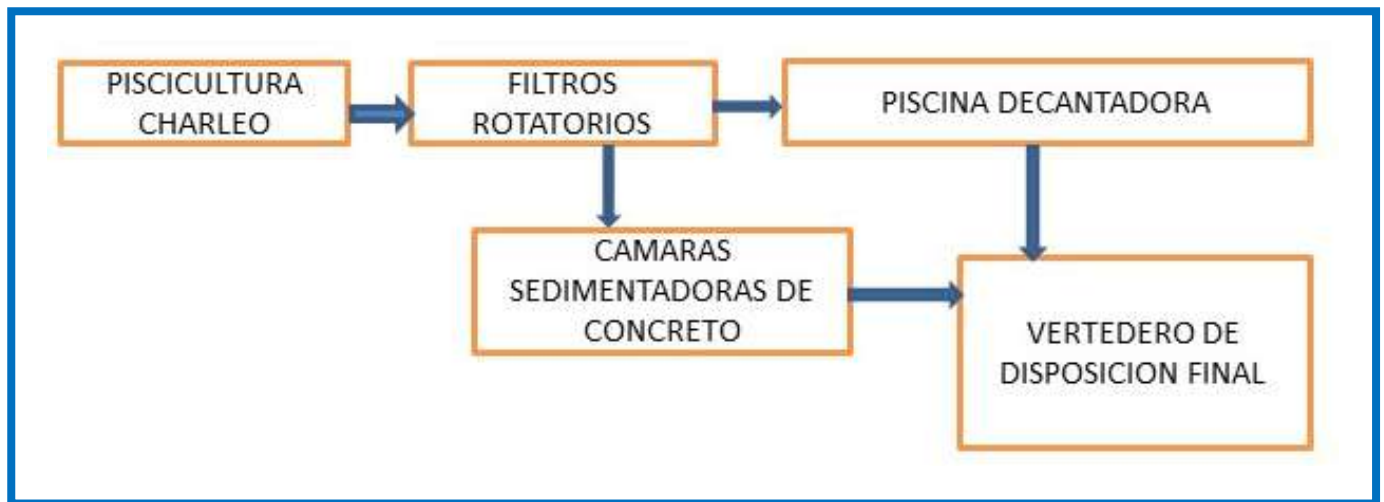 PISCICULTURA
CHARLEO
FILTROS
ROTATORIOS
PISCINA DECANTADORA
CAMARAS
SEDIMENTADORAS DE
CONCRETO
VERTEDERO DE
DISPOSICION FINAL